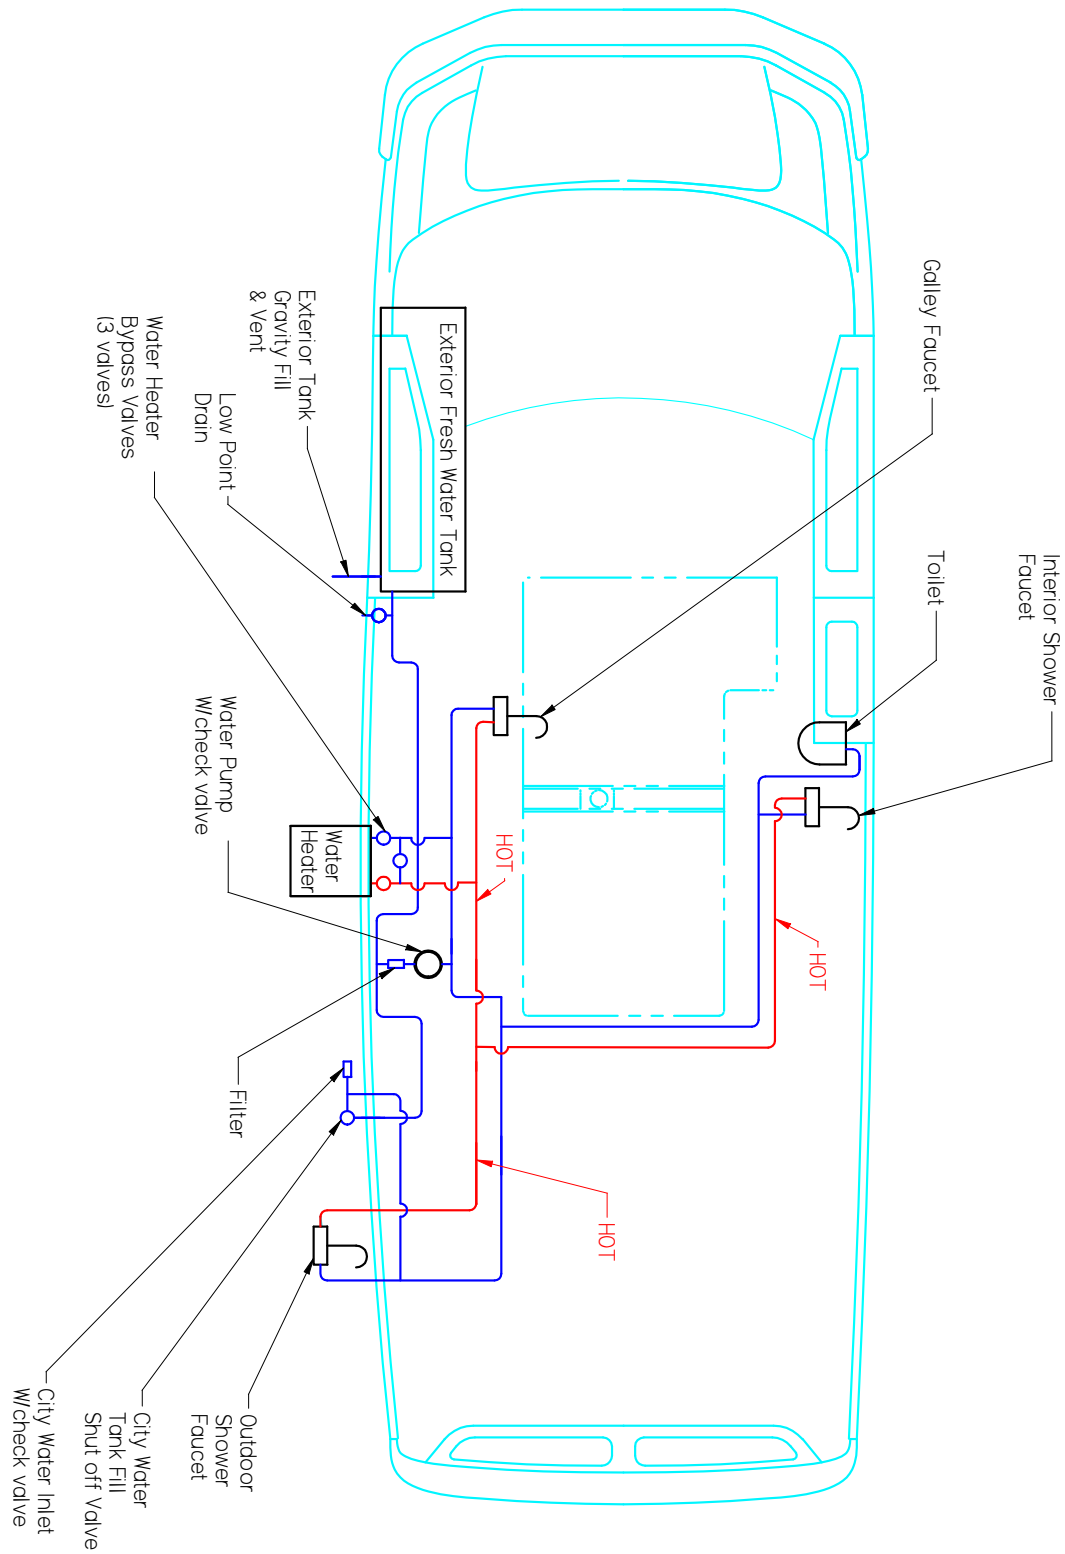 Interior Shower
Faucet
Toilet
Galley Faucet
Exterior Fresh Water Tank
Exterior Tank
Gravity Fill
& Vent
Low Point
Drain
Water Heater
Bypass Valves
(3 valves)
Water Pump
W/check valve
Water
Heater
HOT
HOT
HOT
Filter
Outdoor
Shower
Faucet
City Water
Tank Fill
Shut off Valve
City Water Inlet
W/check valve